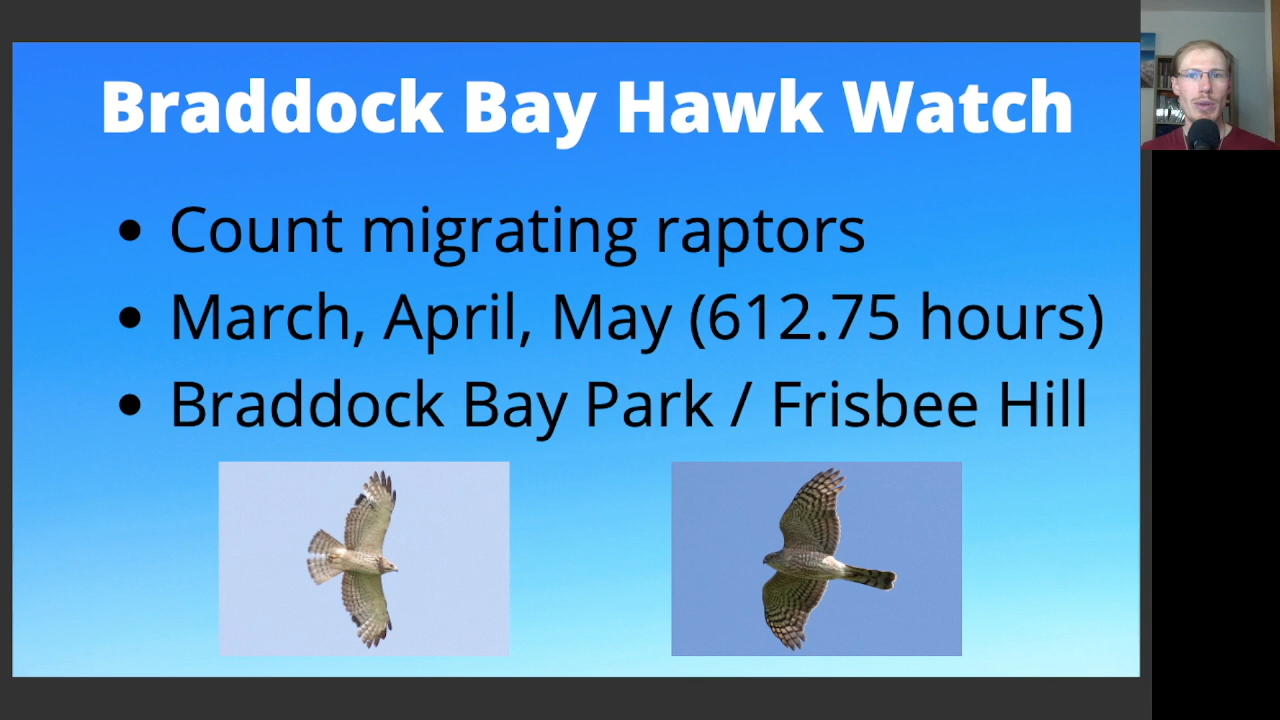 Braddock Bay Hawk Watch
• Count migrating raptors
• March, April, May (612.75 hours)
• Braddock Bay Park / Frisbee Hill